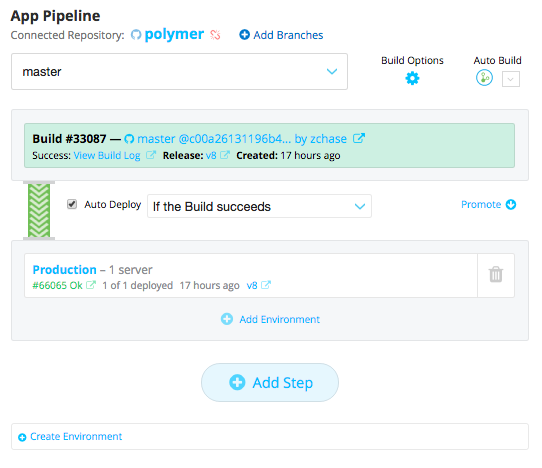 App Pipeline
Connected Repository: polymer Add Branches
Build Options Auto Build
master
Build #33087 — master @c00a26131196b4... by zchase
Success: View Build Log Release: v8 Created: 17 hours ago
Auto Deploy If the Build succeeds Promote
Production – 1 server
#66065 Ok 1 of 1 deployed 17 hours ago v8
Add Environment
Add Step
Create Environment